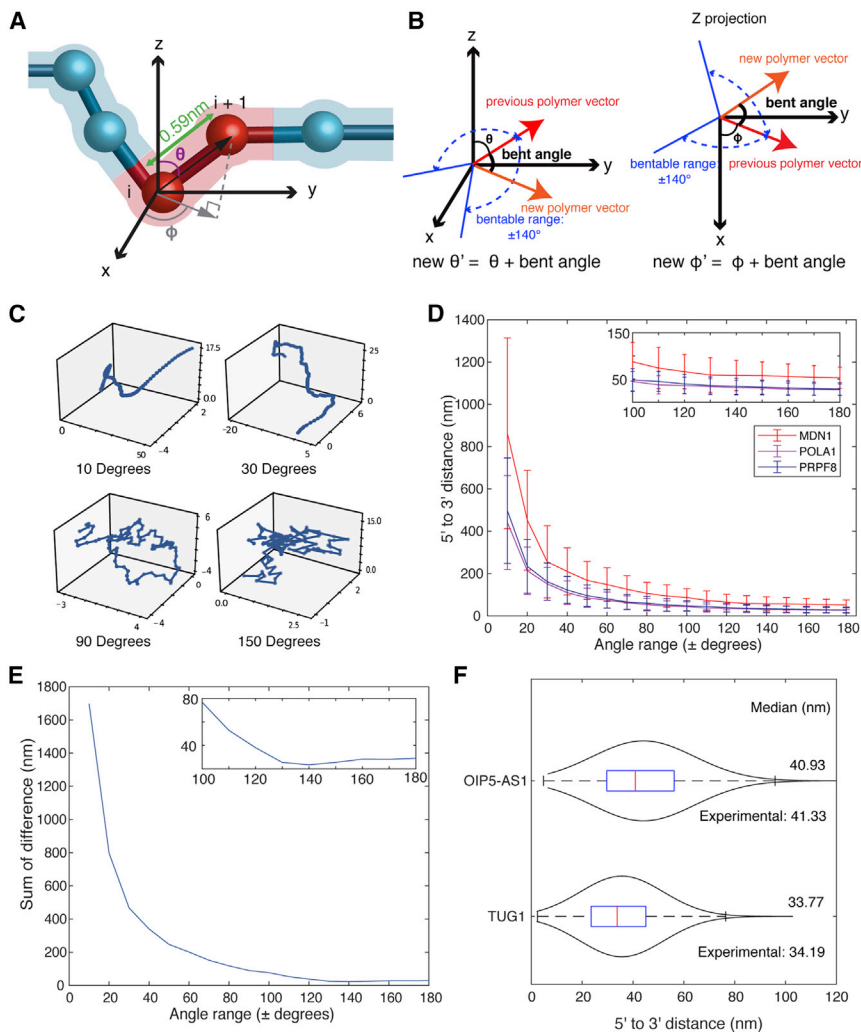 A
z
i + 1
0.59nm
θ
i
y
ϕ
x
B
z
previous polymer vector
θ
bent angle
y
new polymer vector
bentable range:
±140°
x
new θ’ = θ + bent angle
Z projection
new polymer vector
bent angle
y
ϕ
previous polymer vector
bentable range:
±140°
x
new ϕ’ = ϕ + bent angle
C
17.5
0.0
2
0
50
−4
10 Degrees
25
0
6
−20
0
5
30 Degrees
6
−4
0
−3
4
−4
90 Degrees
15.0
0.0
2
0.0
2.5
−1
150 Degrees
D
1400
1200
1000
800
600
400
200
0
0 20 40 60 80 100 120 140 160 180
5' to 3' distance (nm)
Angle range (± degrees)
150
50
100 120 140 160 180
MDN1
POLA1
PRPF8
E
1800
1600
1400
1200
1000
800
600
400
200
0
0 20 40 60 80 100 120 140 160 180
Sum of difference (nm)
Angle range (± degrees)
80
40
100 120 140 160 180
F
Median (nm)
OIP5-AS1
40.93
Experimental: 41.33
TUG1
33.77
Experimental: 34.19
0 20 40 60 80 100 120
5' to 3' distance (nm)